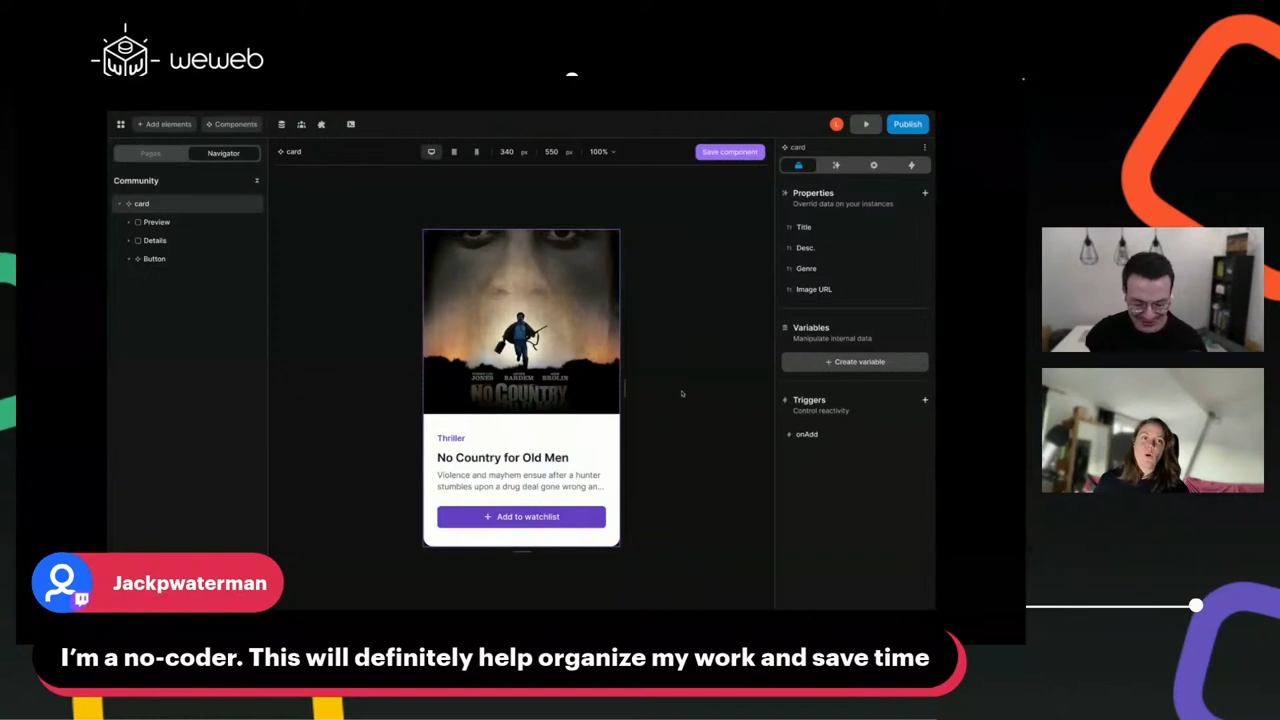 weweb
+ Add elements
Components
L
Publish
Pages
Navigator
card
340 px
550 px
100%
Save component
card
Community
card
Preview
Details
Button
Properties
Overrid data on your instances
Title
Desc.
Genre
Image URL
Variables
Manipulate internal data
+ Create variable
Triggers
Control reactivity
onAdd
JONES
BARDEM
BROLIN
NO COUNTRY
Thriller
No Country for Old Men
Violence and mayhem ensue after a hunter
stumbles upon a drug deal gone wrong an...
+ Add to watchlist
Jackpwaterman
I'm a no-coder. This will definitely help organize my work and save time